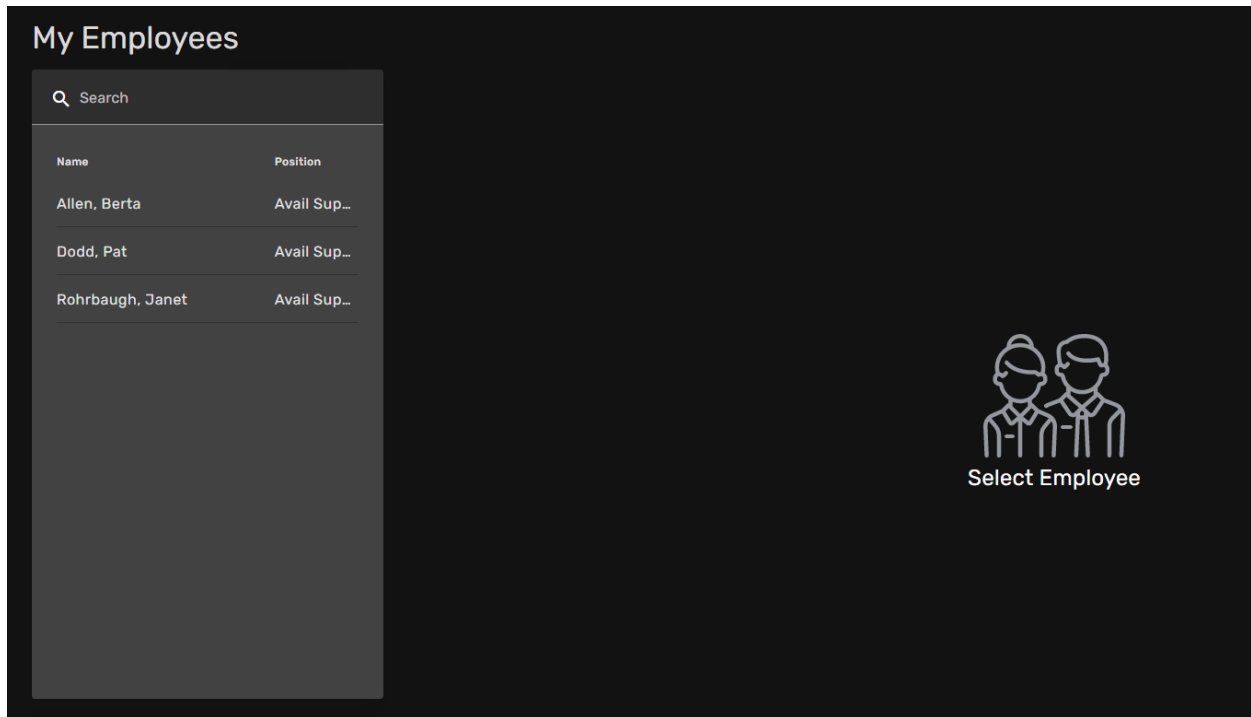 My Employees
Search
Name Position
Allen, Berta Avail Sup...
Dodd, Pat Avail Sup...
Rohrbaugh, Janet Avail Sup...
Select Employee